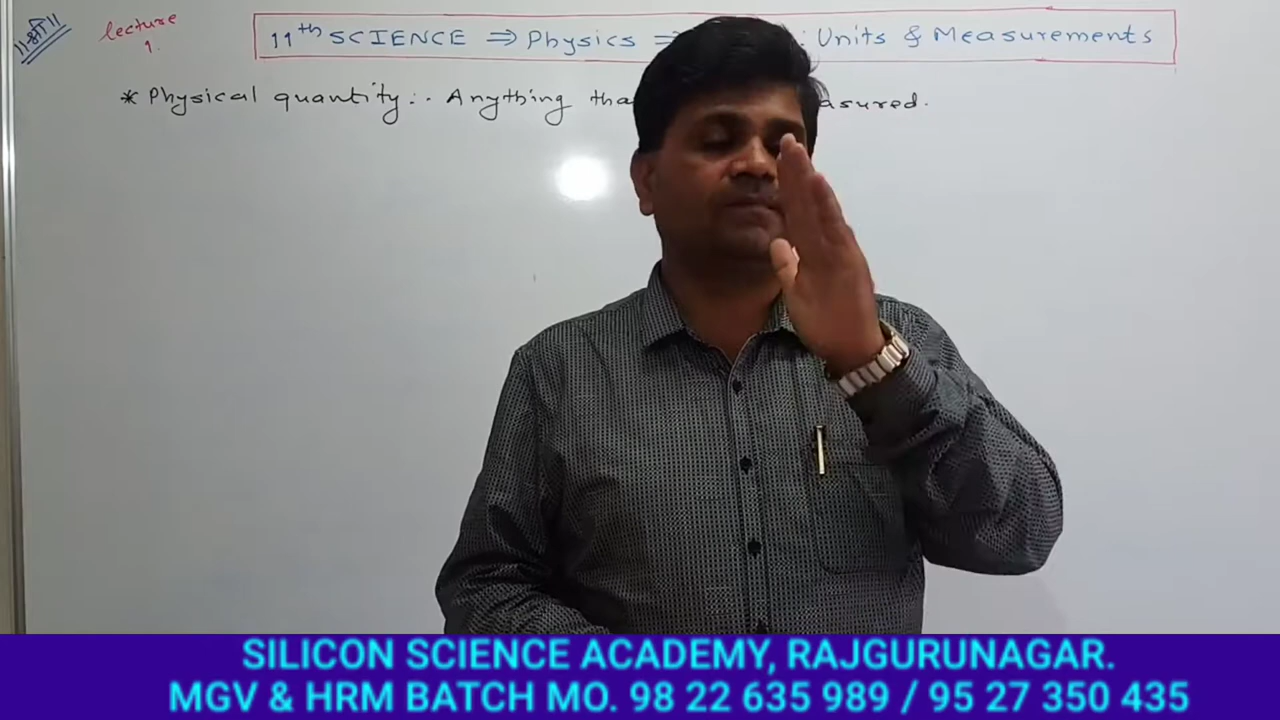 ॥श्री॥
lecture
1.
11th SCIENCE ⇒ Physics ⇒ : Units & Measurements
* Physical quantity:- Anything tha asured.
SILICON SCIENCE ACADEMY, RAJGURUNAGAR.
MGV & HRM BATCH MO. 98 22 635 989 / 95 27 350 435